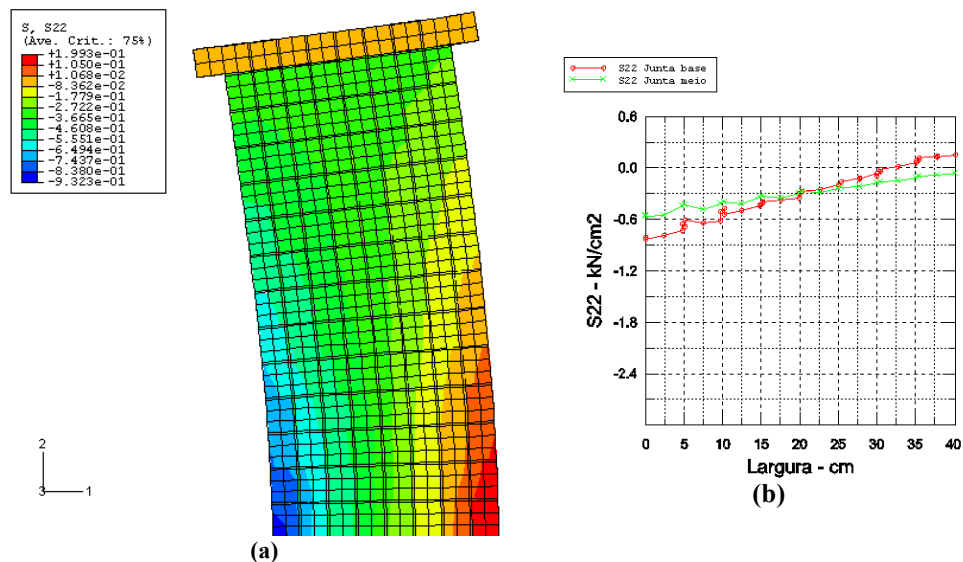 S, S22
(Ave. Crit.: 75%)
+1.993e-01
+1.050e-01
+1.068e-02
-8.362e-02
-1.779e-01
-2.722e-01
-3.665e-01
-4.608e-01
-5.551e-01
-6.494e-01
-7.437e-01
-8.380e-01
-9.323e-01
2
3
1
(a)
S22 Junta base
S22 Junta meio
0.6
0.0
-0.6
-1.2
-1.8
-2.4
S22 - kN/cm2
0 5 10 15 20 25 30 35 40
Largura - cm
(b)